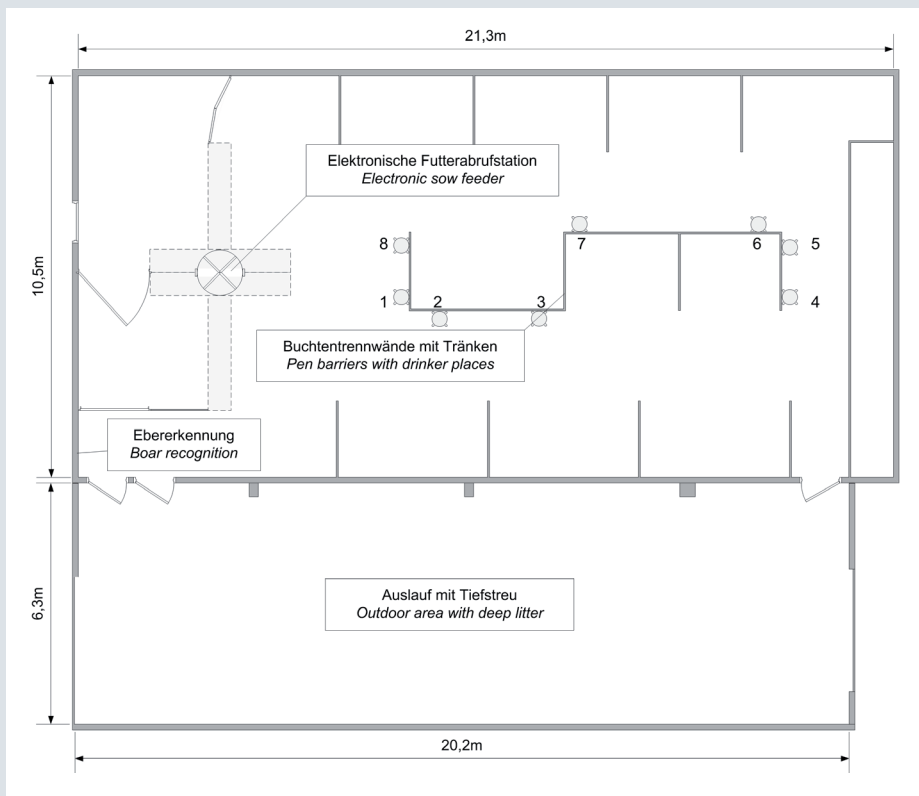 21,3m
Elektronische Futterabrufstation
Electronic sow feeder
10,5m
8
7
6
5
1
2
3
4
Buchtentrennwände mit Tränken
Pen barriers with drinker places
Ebererkennung
Boar recognition
6,3m
Auslauf mit Tiefstreu
Outdoor area with deep litter
20,2m